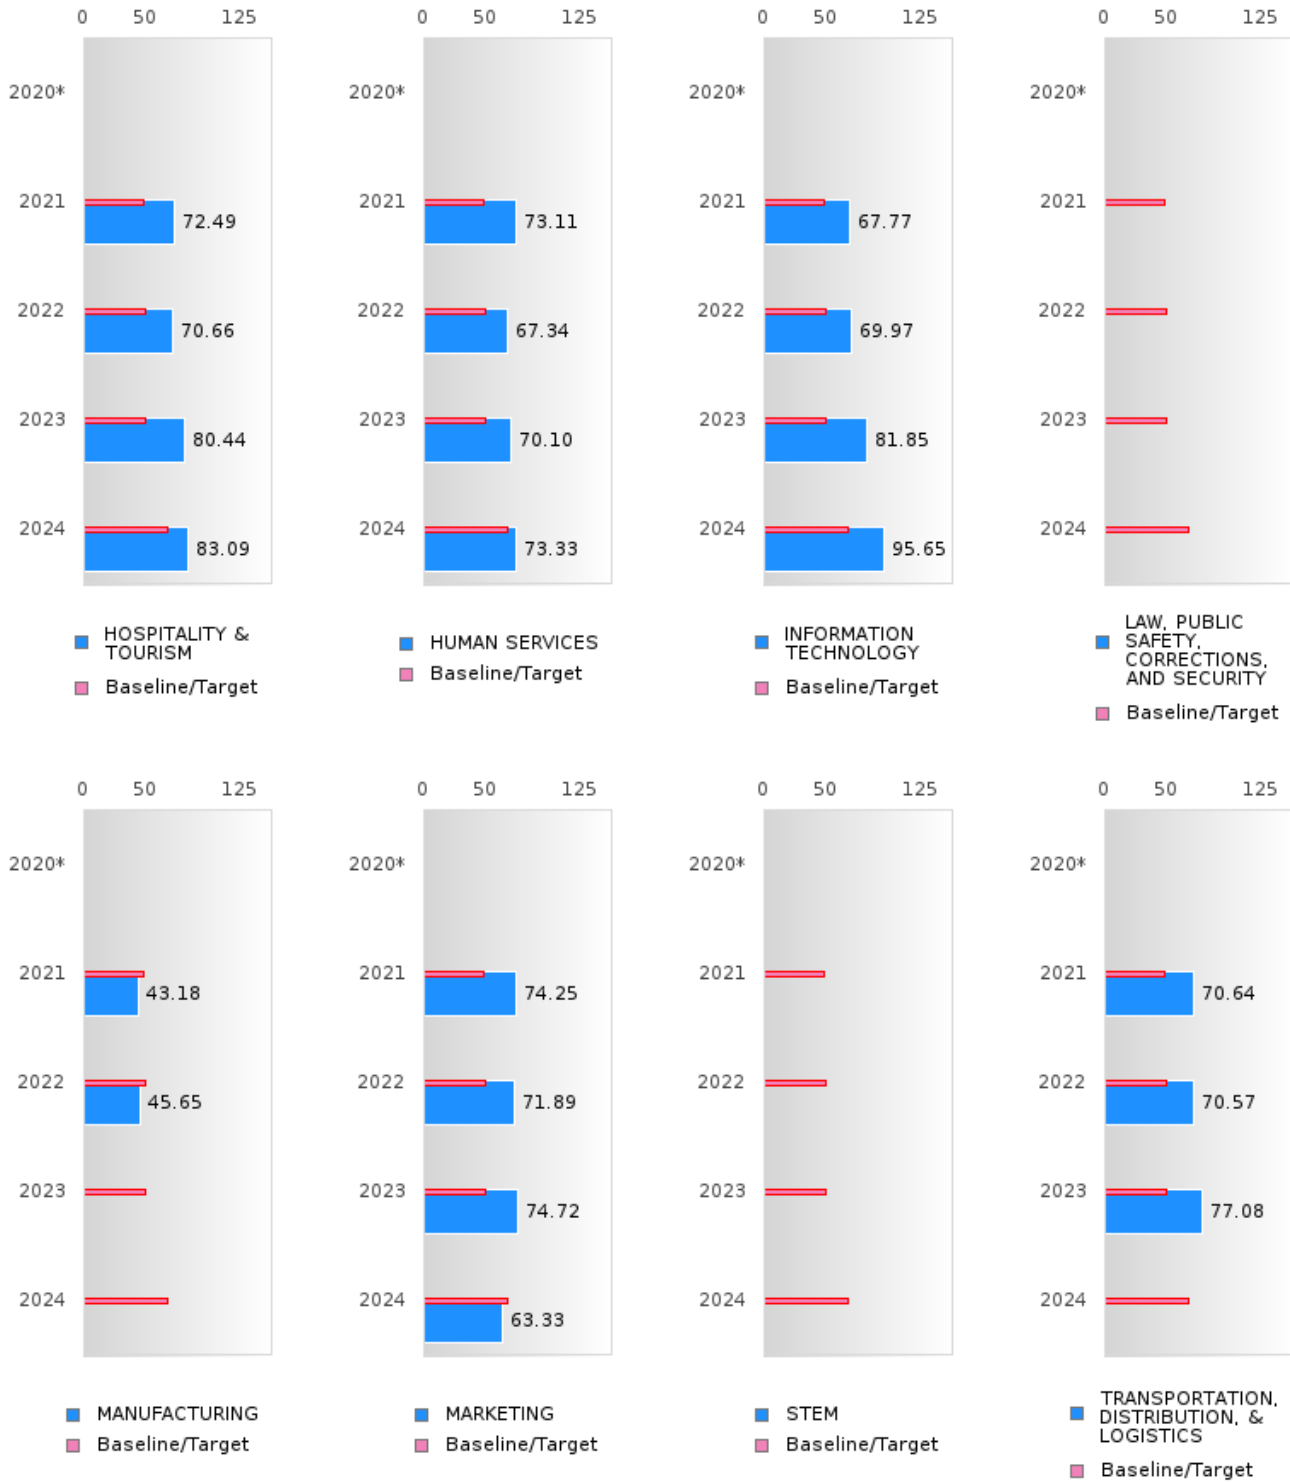 0 50 125
2020*
2021 72.49
2022 70.66
2023 80.44
2024 83.09
HOSPITALITY &
TOURISM
Baseline/Target
0 50 125
2020*
2021 73.11
2022 67.34
2023 70.10
2024 73.33
HUMAN SERVICES
Baseline/Target
0 50 125
2020*
2021 67.77
2022 69.97
2023 81.85
2024 95.65
INFORMATION
TECHNOLOGY
Baseline/Target
0 50 125
2020*
2021
2022
2023
2024
LAW, PUBLIC
SAFETY,
CORRECTIONS,
AND SECURITY
Baseline/Target
0 50 125
2020*
2021 43.18
2022 45.65
2023
2024
MANUFACTURING
Baseline/Target
0 50 125
2020*
2021 74.25
2022 71.89
2023 74.72
2024 63.33
MARKETING
Baseline/Target
0 50 125
2020*
2021
2022
2023
2024
STEM
Baseline/Target
0 50 125
2020*
2021 70.64
2022 70.57
2023 77.08
2024
TRANSPORTATION,
DISTRIBUTION, &
LOGISTICS
Baseline/Target